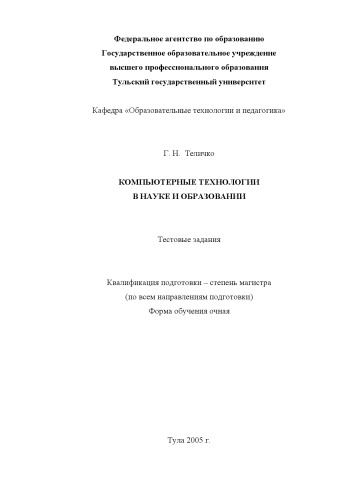 Федеральное агентство по образованию
Государственное образовательное учреждение
высшего профессионального образования
Тульский государственный университет
Кафедра «Образовательные технологии и педагогика»
Г. Н. Теличко
КОМПЬЮТЕРНЫЕ ТЕХНОЛОГИИ
В НАУКЕ И ОБРАЗОВАНИИ
Тестовые задания
Квалификация подготовки – степень магистра
(по всем направлениям подготовки)
Форма обучения очная
Тула 2005 г.